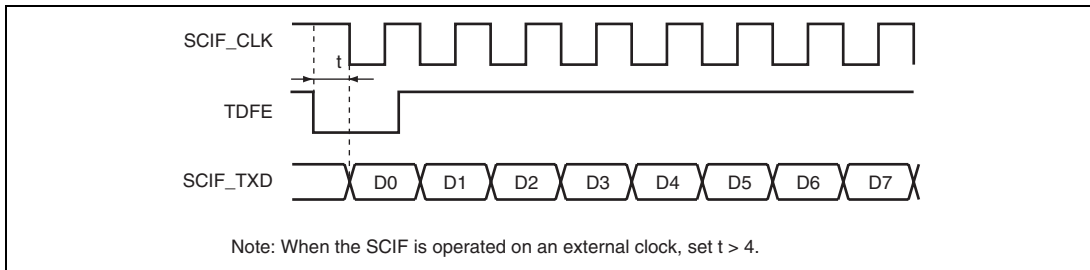 SCIF_CLK
t
TDFE
SCIF_TXD D0 D1 D2 D3 D4 D5 D6 D7
Note: When the SCIF is operated on an external clock, set t > 4.